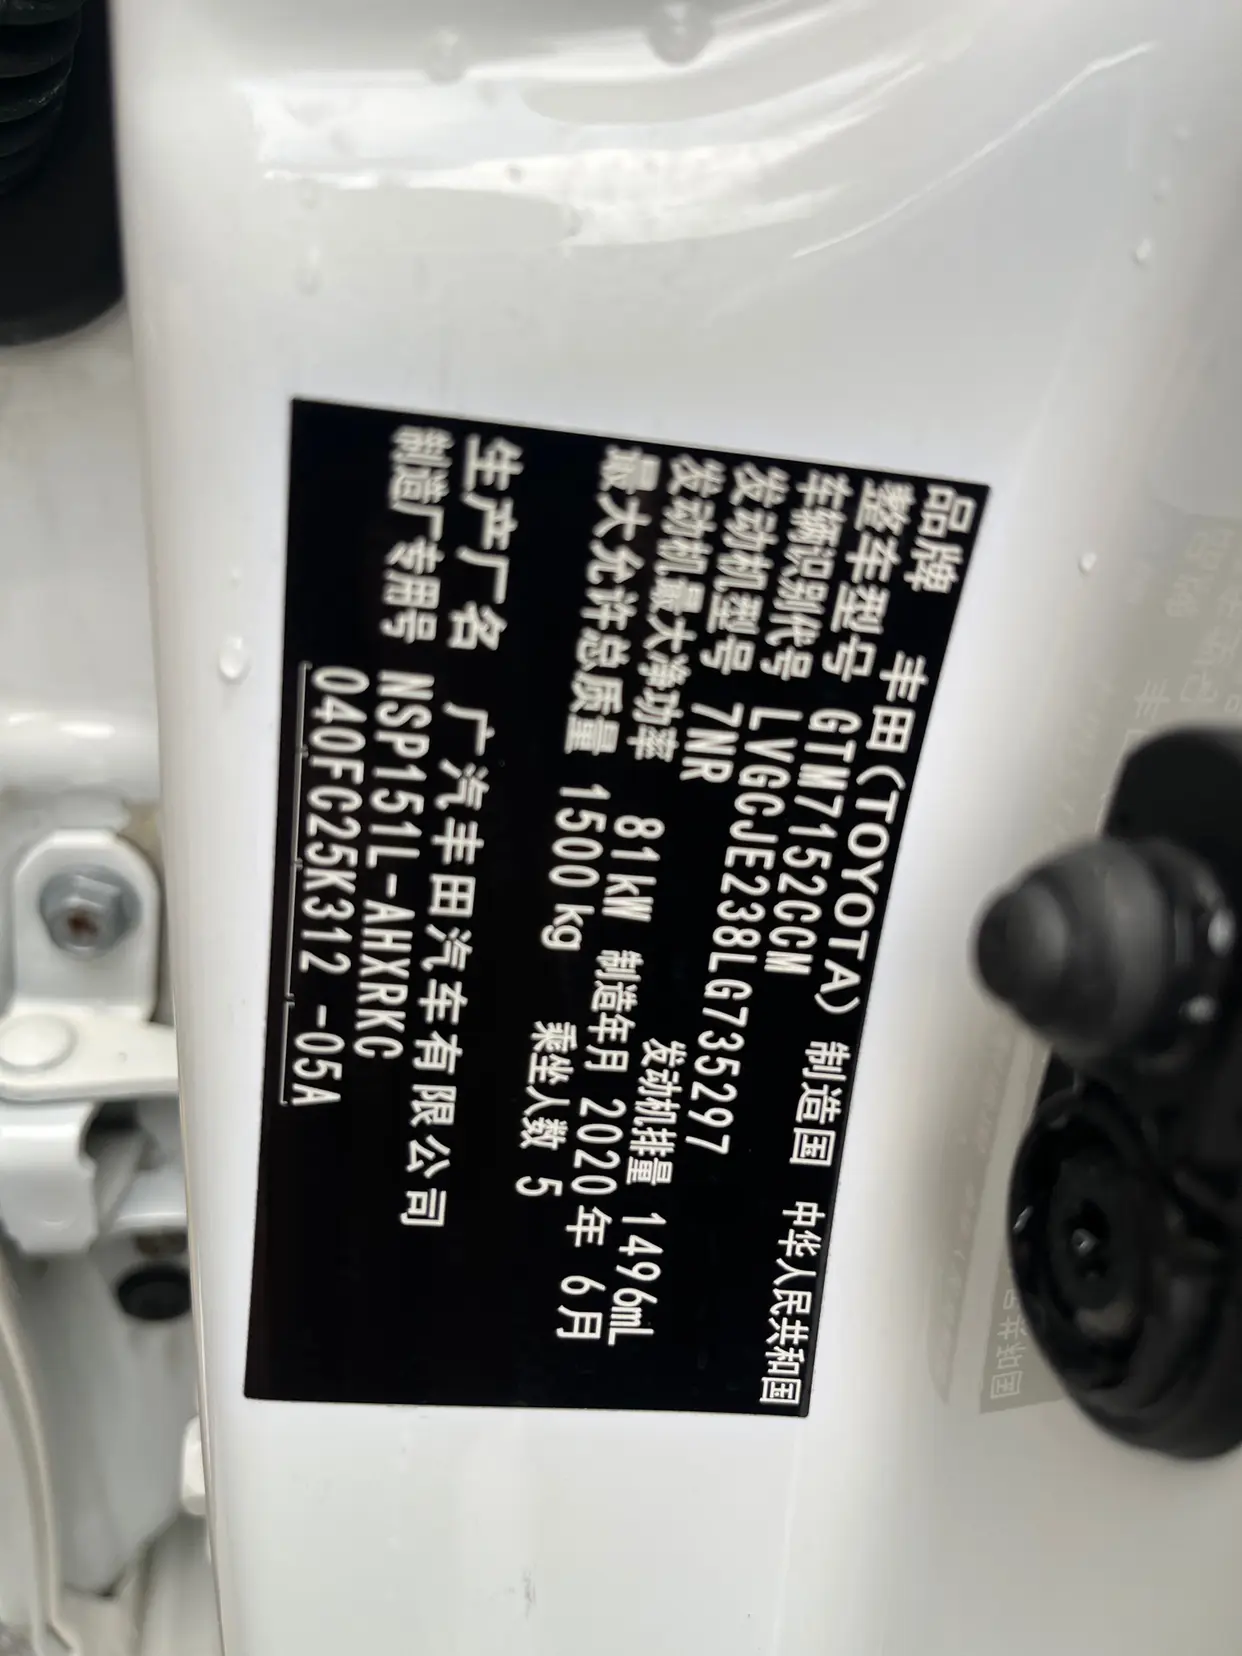 品牌 丰田(TOYOTA) 制造国 中华人民共和国
整车型号 GTM7152GCM
车辆识别代号 LVGCJE238LG735297
发动机型号 7NR 发动机排量 1496mL
发动机最大净功率 81kW 制造年月 2020年 6月
最大允许总质量 1500 kg 乘坐人数 5
生产厂名 广汽丰田汽车有限公司
制造厂专用号 NSP151L-AHXRKC
040FC25K312 -05A